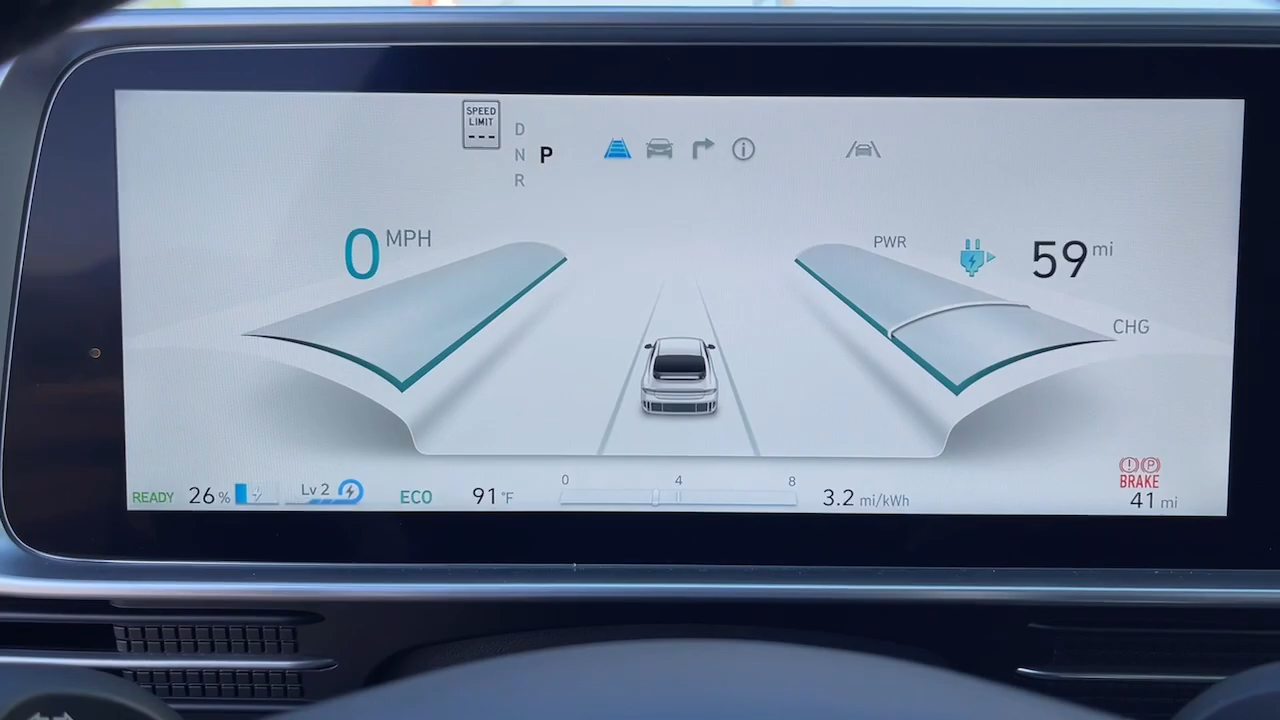 SPEED
LIMIT
---
D
N P
R
0 MPH
PWR
59 mi
CHG
READY 26 % Lv 2 ECO 91 °F
0 4 8
3.2 mi/kWh
BRAKE
41 mi